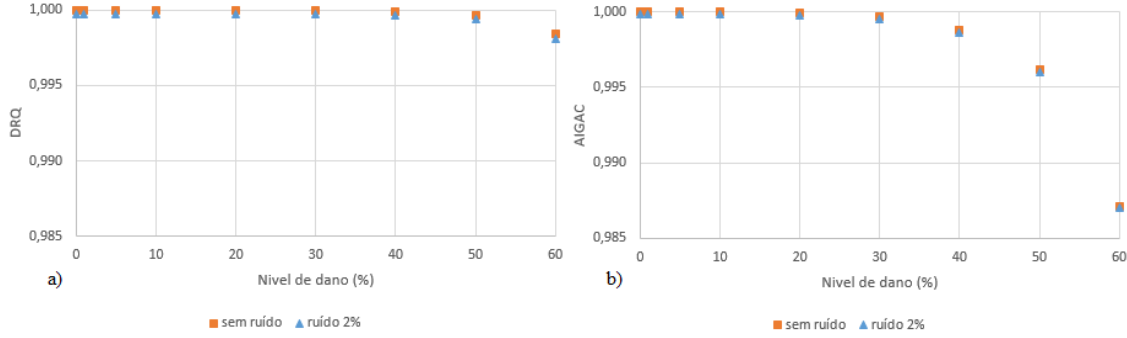 1,000
0,995
0,990
0,985
DRQ
0 10 20 30 40 50 60
a)
Nivel de dano (%)
sem ruído ruído 2%
1,000
0,995
0,990
0,985
AIGAC
0 10 20 30 40 50 60
b)
Nivel de dano (%)
sem ruído ruído 2%